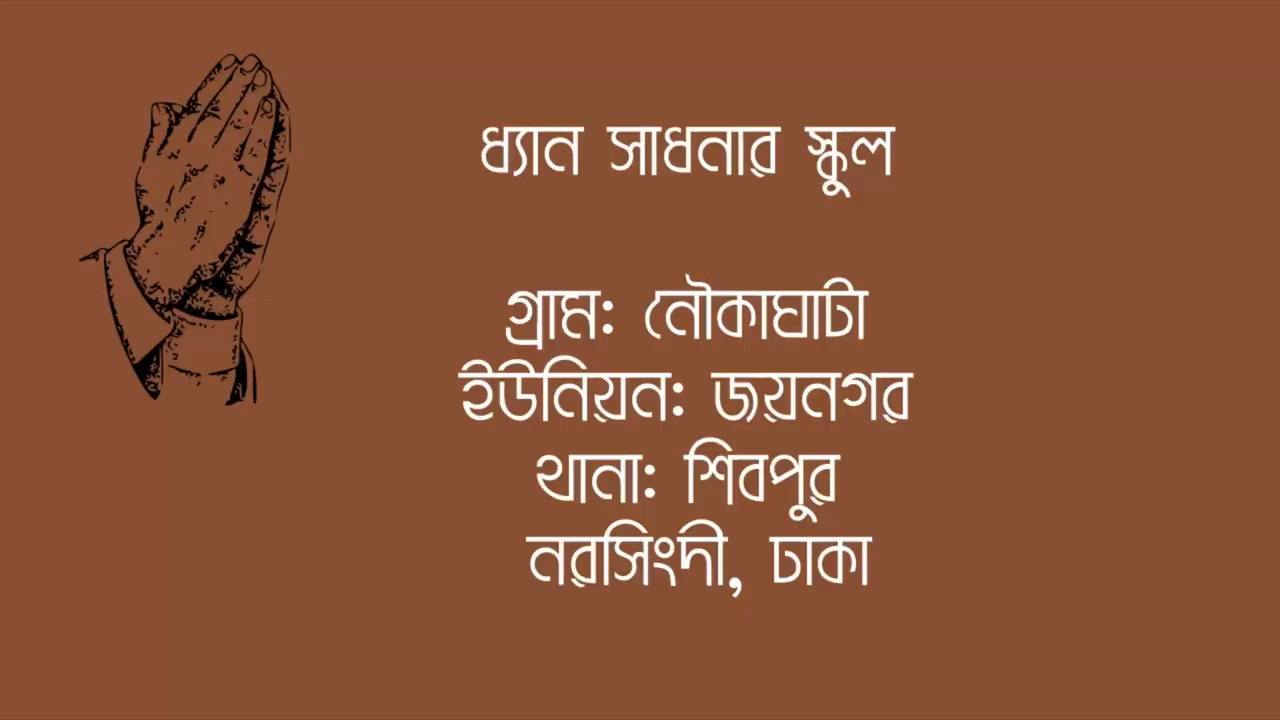 ধ্যান সাধনার স্কুল
গ্রাম: নৌকাঘাটা
ইউনিয়ন: জয়নগর
থানা: শিবপুর
নরসিংদী, ঢাকা